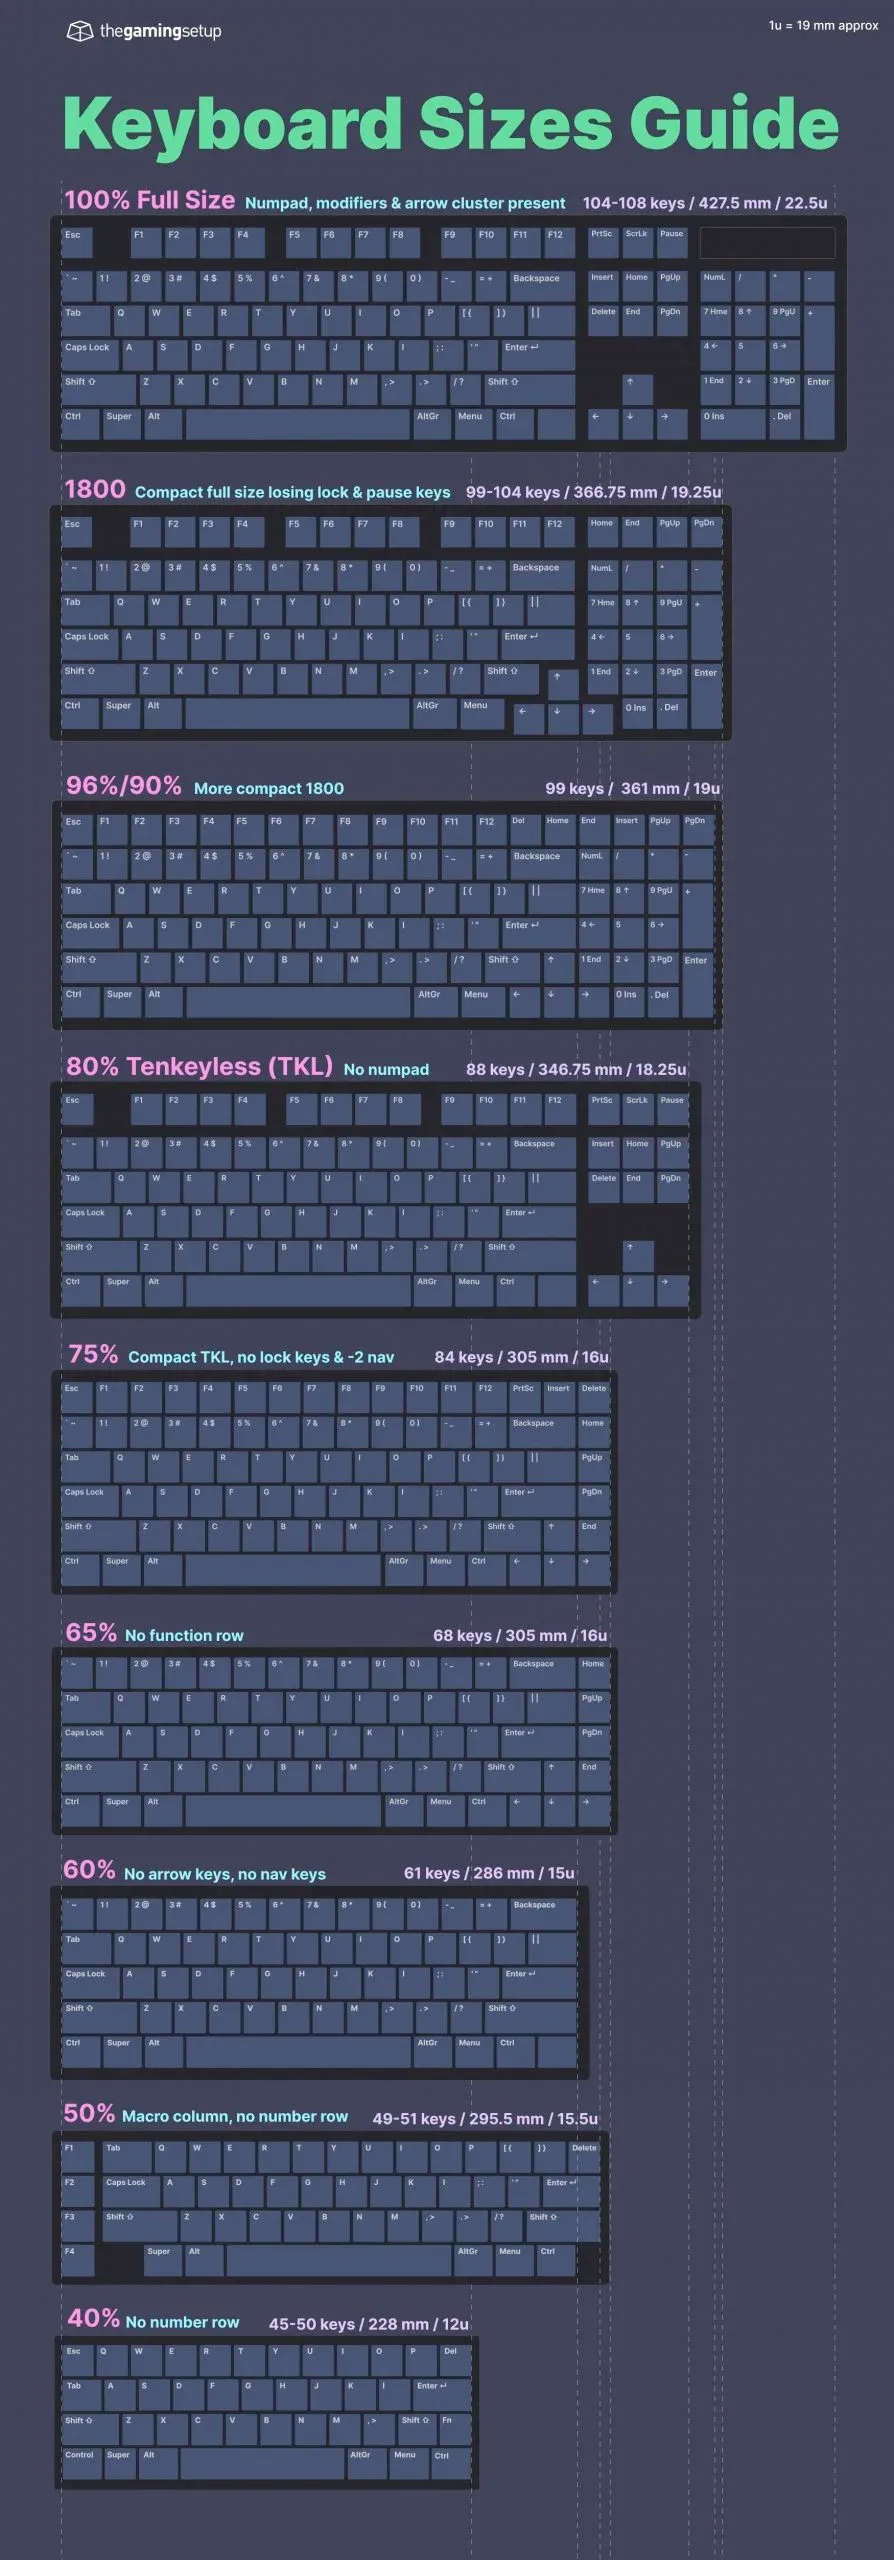 thegamingsetup
1u = 19 mm approx
Keyboard Sizes Guide
100% Full Size Numpad, modifiers & arrow cluster present 104-108 keys / 427.5 mm / 22.5u
Esc F1 F2 F3 F4 F5 F6 F7 F8 F9 F10 F11 F12 PrtSc ScrLk Pause
` ~ 1 ! 2 @ 3 # 4 $ 5 % 6 ^ 7 & 8 * 9 ( 0 ) - _ = + Backspace Insert Home PgUp NumL / * -
Tab Q W E R T Y U I O P [ { ] } || Delete End PgDn 7 Hme 8 ↑ 9 PgU +
Caps Lock A S D F G H J K l ; : ' " Enter ↵ 4 ← 5 6 →
Shift ⇧ Z X C V B N M , > . > / ? Shift ⇧ ↑ 1 End 2 ↓ 3 PgD Enter
Ctrl Super Alt AltGr Menu Ctrl ← ↓ → 0 Ins . Del
1800 Compact full size losing lock & pause keys 99-104 keys / 366.75 mm / 19.25u
Esc F1 F2 F3 F4 F5 F6 F7 F8 F9 F10 F11 F12 Home End PgUp PgDn
` ~ 1 ! 2 @ 3 # 4 $ 5 % 6 ^ 7 & 8 * 9 ( 0 ) - _ = + Backspace NumL / * -
Tab Q W E R T Y U I O P [ { ] } || 7 Hme 8 ↑ 9 PgU +
Caps Lock A S D F G H J K l ; : ' " Enter ↵ 4 ← 5 6 →
Shift ⇧ Z X C V B N M , > . > / ? Shift ⇧ ↑ 1 End 2 ↓ 3 PgD Enter
Ctrl Super Alt AltGr Menu ← ↓ → 0 Ins . Del
96%/90% More compact 1800 99 keys / 361 mm / 19u
Esc F1 F2 F3 F4 F5 F6 F7 F8 F9 F10 F11 F12 Del Home End Insert PgUp PgDn
` ~ 1 ! 2 @ 3 # 4 $ 5 % 6 ^ 7 & 8 * 9 ( 0 ) - _ = + Backspace NumL / * -
Tab Q W E R T Y U I O P [ { ] } || 7 Hme 8 ↑ 9 PgU +
Caps Lock A S D F G H J K l ; : ' " Enter ↵ 4 ← 5 6 →
Shift ⇧ Z X C V B N M , > . > / ? Shift ⇧ ↑ 1 End 2 ↓ 3 PgD Enter
Ctrl Super Alt AltGr Menu ← ↓ → 0 Ins . Del
80% Tenkeyless (TKL) No numpad 88 keys / 346.75 mm / 18.25u
Esc F1 F2 F3 F4 F5 F6 F7 F8 F9 F10 F11 F12 PrtSc ScrLk Pause
` ~ 1 ! 2 @ 3 # 4 $ 5 % 6 ^ 7 & 8 * 9 ( 0 ) - _ = + Backspace Insert Home PgUp
Tab Q W E R T Y U I O P [ { ] } || Delete End PgDn
Caps Lock A S D F G H J K l ; : ' " Enter ↵
Shift ⇧ Z X C V B N M , > . > / ? Shift ⇧ ↑
Ctrl Super Alt AltGr Menu Ctrl ← ↓ →
75% Compact TKL, no lock keys & -2 nav 84 keys / 305 mm / 16u
Esc F1 F2 F3 F4 F5 F6 F7 F8 F9 F10 F11 F12 PrtSc Insert Delete
` ~ 1 ! 2 @ 3 # 4 $ 5 % 6 ^ 7 & 8 * 9 ( 0 ) - _ = + Backspace Home
Tab Q W E R T Y U I O P [ { ] } || PgUp
Caps Lock A S D F G H J K l ; : ' " Enter ↵ PgDn
Shift ⇧ Z X C V B N M , > . > / ? Shift ⇧ ↑ End
Ctrl Super Alt AltGr Menu Ctrl ← ↓ →
65% No function row 68 keys / 305 mm / 16u
` ~ 1 ! 2 @ 3 # 4 $ 5 % 6 ^ 7 & 8 * 9 ( 0 ) - _ = + Backspace Home
Tab Q W E R T Y U I O P [ { ] } || PgUp
Caps Lock A S D F G H J K l ; : ' " Enter ↵ PgDn
Shift ⇧ Z X C V B N M , > . > / ? Shift ⇧ ↑ End
Ctrl Super Alt AltGr Menu Ctrl ← ↓ →
60% No arrow keys, no nav keys 61 keys / 286 mm / 15u
` ~ 1 ! 2 @ 3 # 4 $ 5 % 6 ^ 7 & 8 * 9 ( 0 ) - _ = + Backspace
Tab Q W E R T Y U I O P [ { ] } ||
Caps Lock A S D F G H J K l ; : ' " Enter ↵
Shift ⇧ Z X C V B N M , > . > / ? Shift ⇧
Ctrl Super Alt AltGr Menu Ctrl
50% Macro column, no number row 49-51 keys / 295.5 mm / 15.5u
F1 Tab Q W E R T Y U I O P [ { ] } Delete
F2 Caps Lock A S D F G H J K l ; : ' " Enter ↵
F3 Shift ⇧ Z X C V B N M , > . > / ? Shift ⇧
F4 Super Alt AltGr Menu Ctrl
40% No number row 45-50 keys / 228 mm / 12u
Esc Q W E R T Y U I O P Del
Tab A S D F G H J K l Enter ↵
Shift ⇧ Z X C V B N M , > Shift ⇧ Fn
Control Super Alt AltGr Menu Ctrl